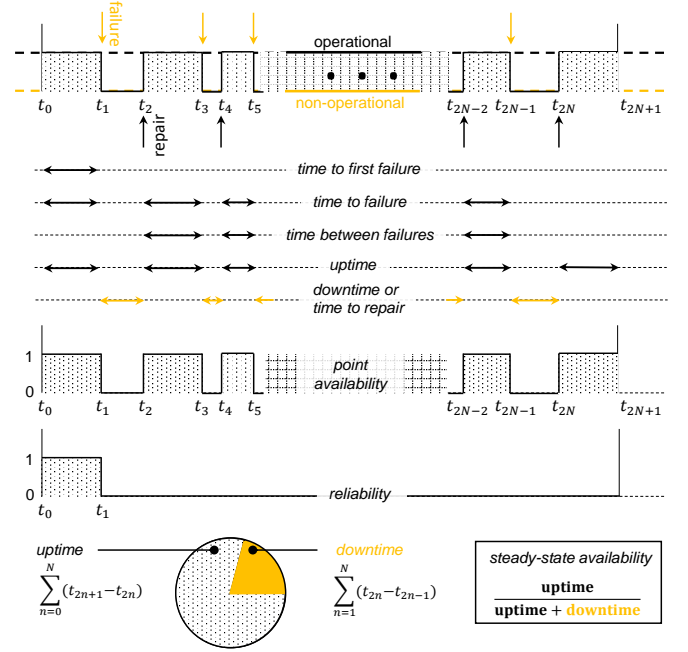 failure
operational
non-operational
t₀ t₁ t₂ t₃ t₄ t₅ t₂N₋₂ t₂N₋₁ t₂N t₂N₊₁
repair
time to first failure
time to failure
time between failures
uptime
downtime or
time to repair
1
point
availability
0
t₀ t₁ t₂ t₃ t₄ t₅ t₂N₋₂ t₂N₋₁ t₂N t₂N₊₁
1
0
reliability
t₀ t₁
uptime
N
∑ (t₂ₙ₊₁−t₂ₙ)
n=0
downtime
N
∑ (t₂ₙ−t₂ₙ₋₁)
n=1
steady-state availability
uptime
uptime + downtime